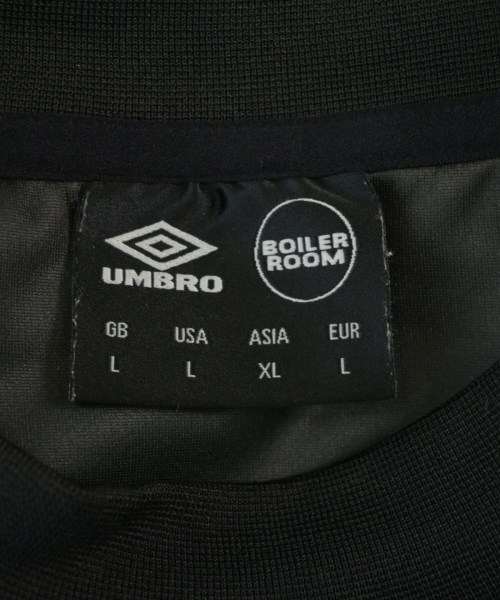 UMBRO
BOILER
ROOM
GB USA ASIA EUR
L L XL L